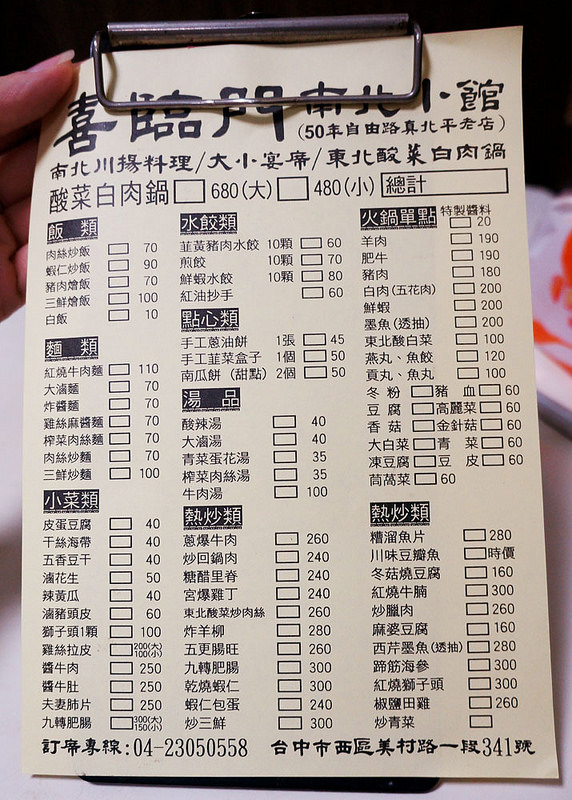 喜臨門 南北小館
(50年自由路真北平老店)
南北川揚料理/大小宴席/東北酸菜白肉鍋
酸菜白肉鍋 680(大) 480(小) 總計
飯 類
肉絲炒飯 70
蝦仁炒飯 90
豬肉燴飯 70
三鮮燴飯 100
白飯 10
麵 類
紅燒牛肉麵 110
大滷麵 70
炸醬麵 70
雞絲麻醬麵 70
榨菜肉絲麵 70
肉絲炒麵 70
三鮮炒麵 100
小菜類
皮蛋豆腐 40
干絲海帶 40
五香豆干 40
滷花生 50
辣黃瓜 40
滷豬頭皮 60
獅子頭1顆 100
雞絲拉皮 200(大) 100(小)
醬牛肉 250
醬牛肚 250
夫妻肺片 250
九轉肥腸 300(大) 150(小)
水餃類
韮黃豬肉水餃 10顆 60
煎餃 10顆 70
鮮蝦水餃 10顆 80
紅油抄手 60
點心類
手工蔥油餅 1張 45
手工韮菜盒子 1個 50
南瓜餅 (甜點) 2個 50
湯 品
酸辣湯 40
大滷湯 40
青菜蛋花湯 35
榨菜肉絲湯 35
牛肉湯 100
熱炒類
蔥爆牛肉 260
炒回鍋肉 240
糖醋里脊 240
宮爆雞丁 240
東北酸菜炒肉絲 260
炸羊柳 280
五更腸旺 260
九轉肥腸 300
乾燒蝦仁 300
蝦仁包蛋 240
炒三鮮 300
火鍋單點 特製醬料 20
羊肉 190
肥牛 190
豬肉 180
白肉(五花肉) 200
鮮蝦 200
墨魚(透抽) 200
東北酸白菜 100
燕丸、魚餃 120
貢丸、魚丸 100
冬 粉 豬 血 60
豆 腐 高麗菜 60
香 菇 金針菇 60
大白菜 青 菜 60
凍豆腐 豆 皮 60
茼蒿菜 60
熱炒類
糟溜魚片 280
川味豆瓣魚 時價
冬菇燒豆腐 160
紅燒牛腩 300
炒臘肉 260
麻婆豆腐 160
西芹墨魚(透抽) 280
蹄筋海參 300
紅燒獅子頭 300
椒鹽田雞 260
炒青菜
訂席專線:04-23050558 台中市西區美村路一段341號